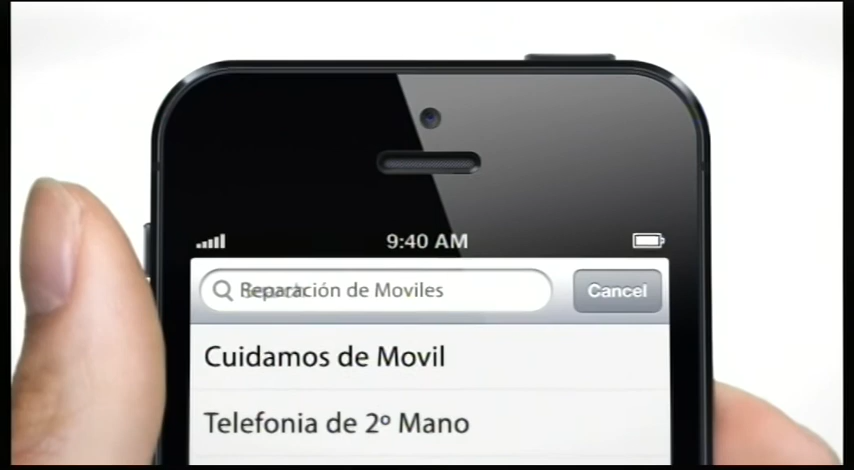 9:40 AM
Reparación de Moviles
Cancel
Cuidamos de Movil
Telefonia de 2º Mano